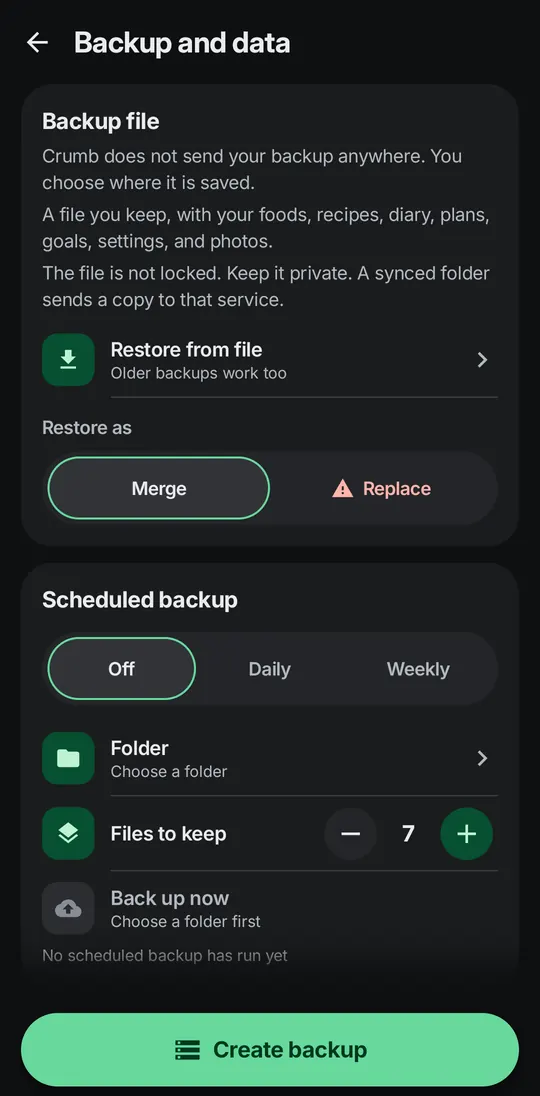 Backup and data
Backup file
Crumb does not send your backup anywhere. You
choose where it is saved.
A file you keep, with your foods, recipes, diary, plans,
goals, settings, and photos.
The file is not locked. Keep it private. A synced folder
sends a copy to that service.
Restore from file
Older backups work too
Restore as
Merge
Replace
Scheduled backup
Off
Daily
Weekly
Folder
Choose a folder
Files to keep
7
Back up now
Choose a folder first
No scheduled backup has run yet
Create backup